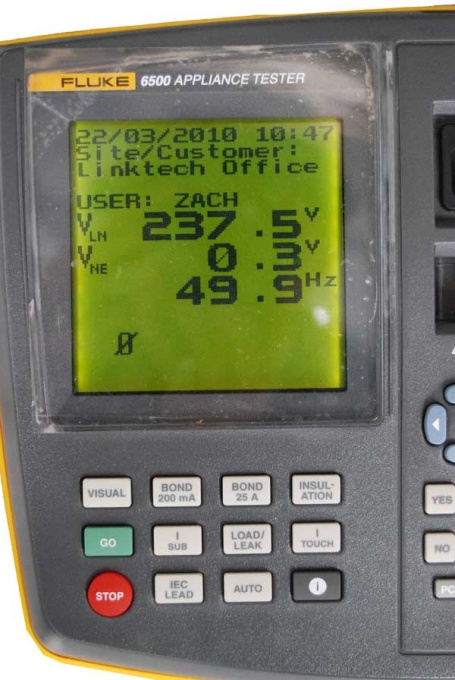 FLUKE 6500 APPLIANCE TESTER
22/03/2010 10:47
Site/Customer:
Linktech Office
USER: ZACH
VLN 237.5V
VNE 0.3V
49.9Hz
VISUAL
BOND 200 mA
BOND 25 A
INSUL-ATION
GO
I SUB
LOAD/LEAK
I TOUCH
STOP
IEC LEAD
AUTO
i
YES
NO
PC